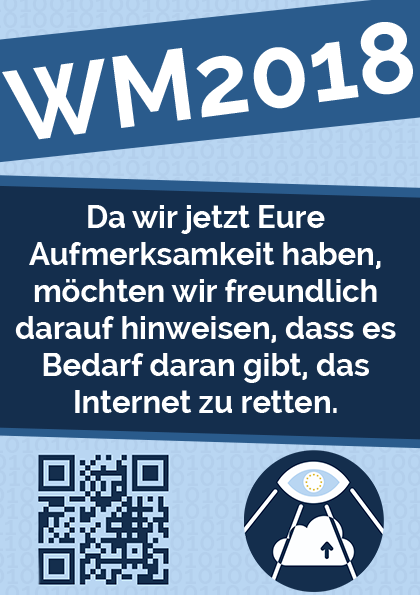 WM2018
Da wir jetzt Eure
Aufmerksamkeit haben,
möchten wir freundlich
darauf hinweisen, dass es
Bedarf daran gibt, das
Internet zu retten.